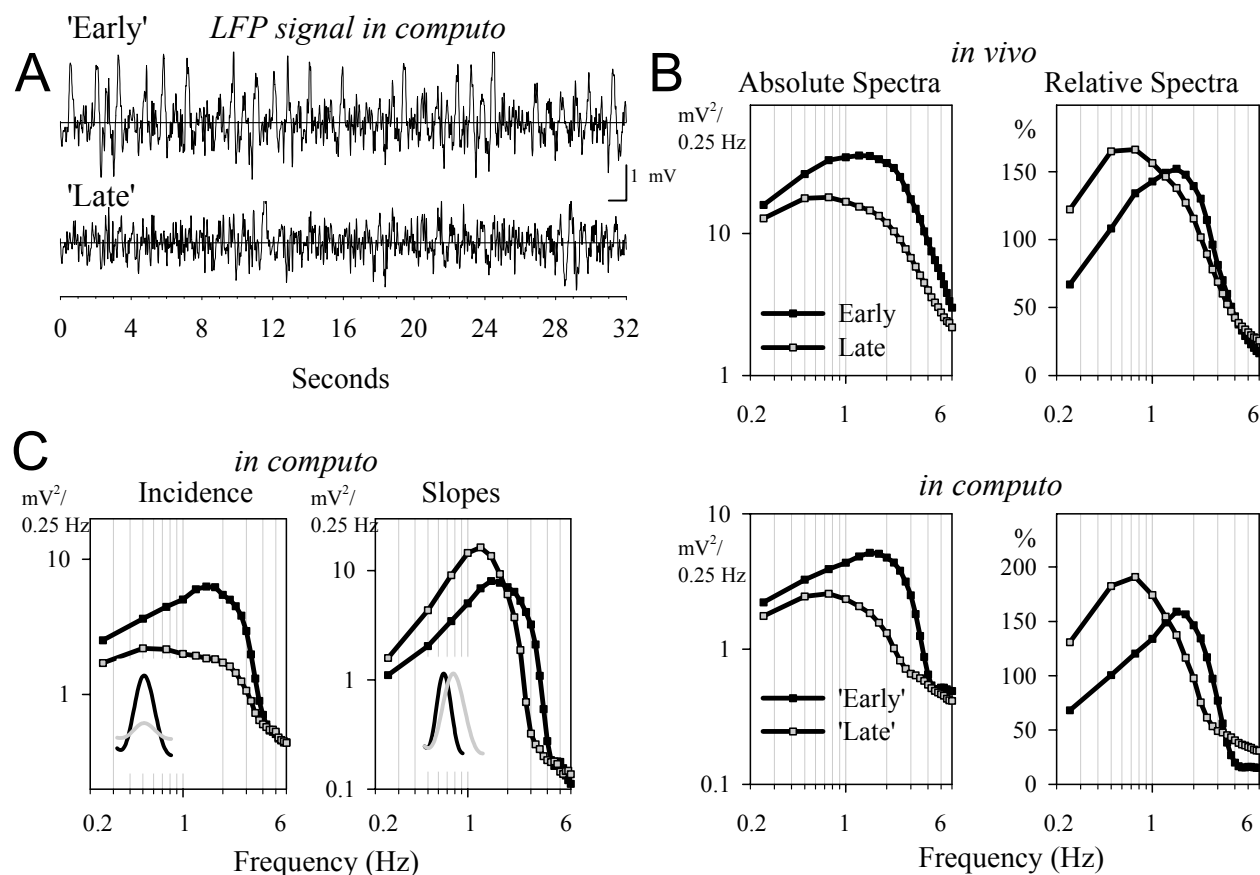 'Early' LFP signal in computo
A
'Late'
1 mV
0 4 8 12 16 20 24 28 32
Seconds
B
in vivo
Absolute Spectra Relative Spectra
mV²/
0.25 Hz
10
1
Early
Late
0.2 1 6
%
150
100
50
0
0.2 1 6
C
in computo
Incidence Slopes
mV²/
0.25 Hz
10
1
0.2 1 6
mV²/
0.25 Hz
10
1
0.1
0.2 1 6
Frequency (Hz)
in computo
10
mV²/
0.25 Hz
1
0.1
'Early'
'Late'
0.2 1 6
%
200
150
100
50
0
0.2 1 6
Frequency (Hz)